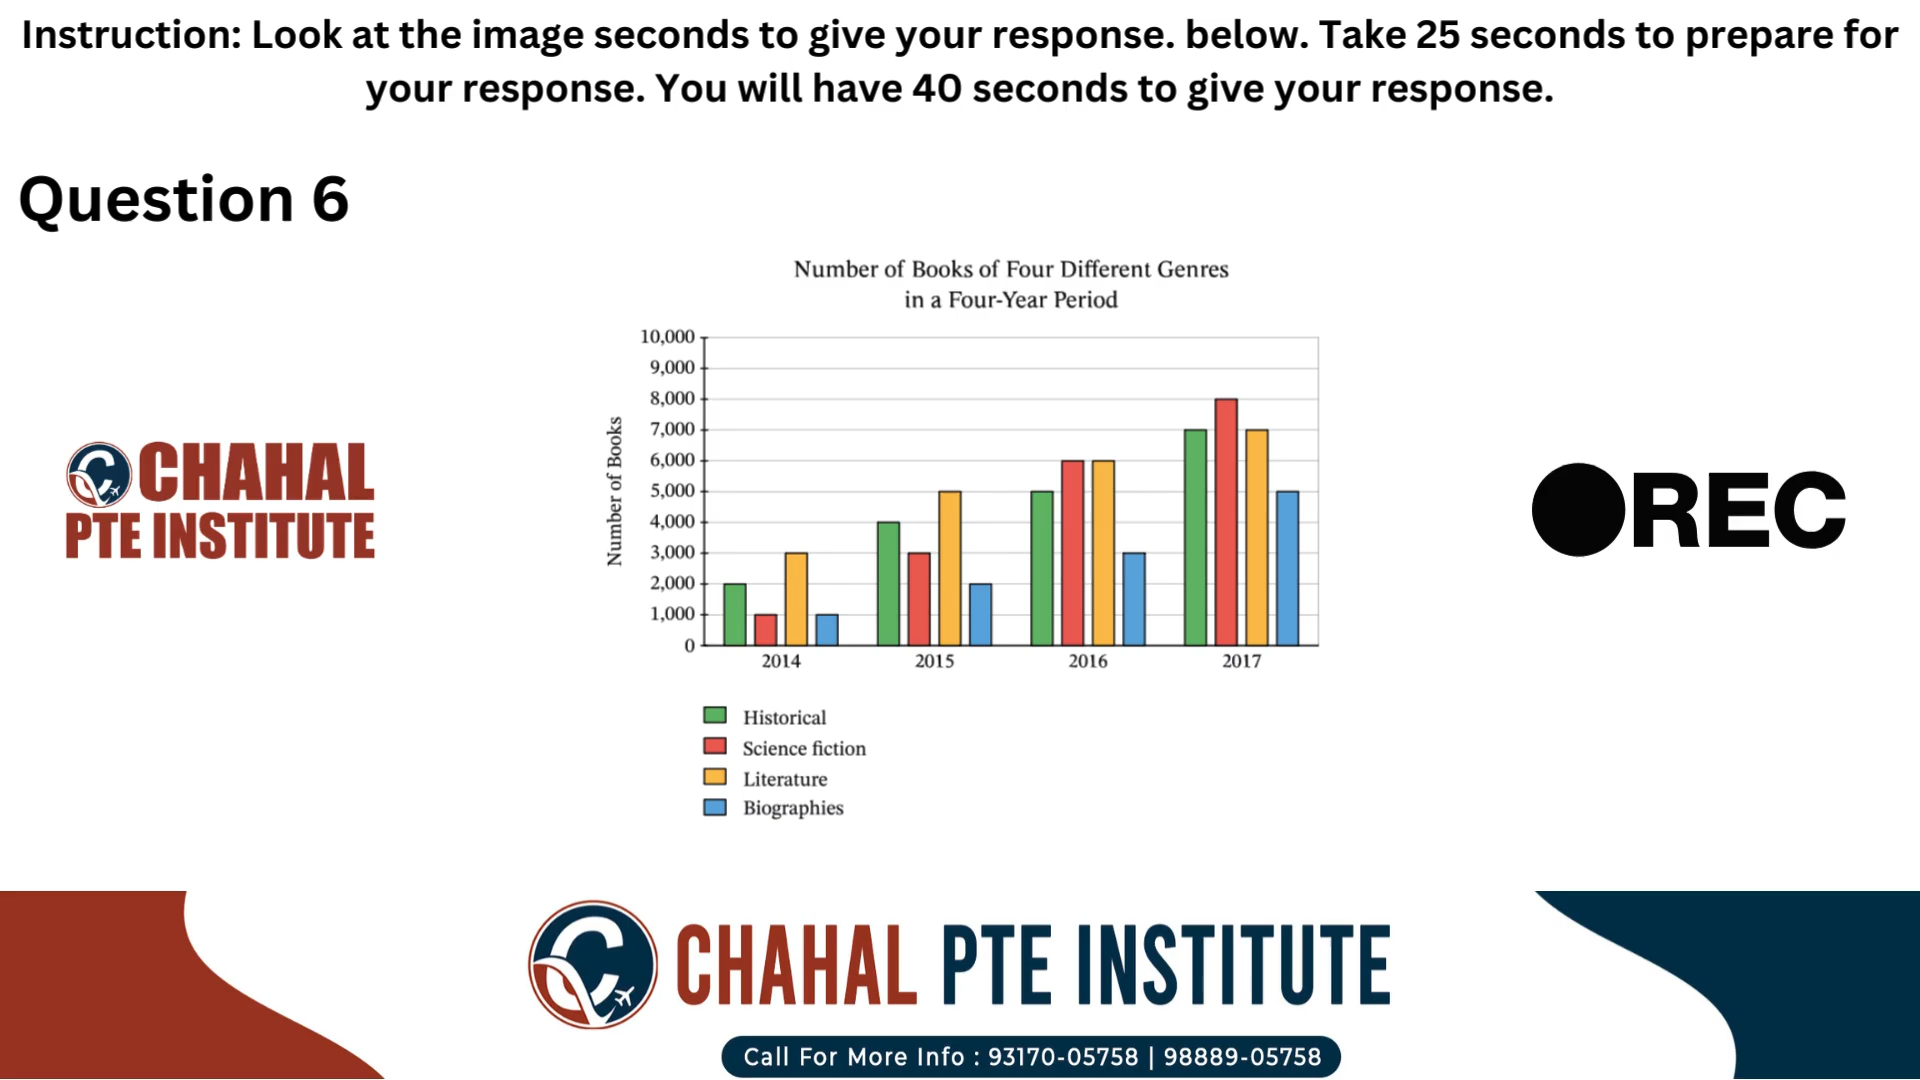 Instruction: Look at the image seconds to give your response. below. Take 25 seconds to prepare for
your response. You will have 40 seconds to give your response.
Question 6
Number of Books of Four Different Genres
in a Four-Year Period
10,000
9,000
8,000
7,000
6,000
5,000
4,000
3,000
2,000
1,000
0
Number of Books
2014 2015 2016 2017
Historical
Science fiction
Literature
Biographies
CHAHAL
PTE INSTITUTE
REC
CHAHAL PTE INSTITUTE
Call For More Info : 93170-05758 | 98889-05758